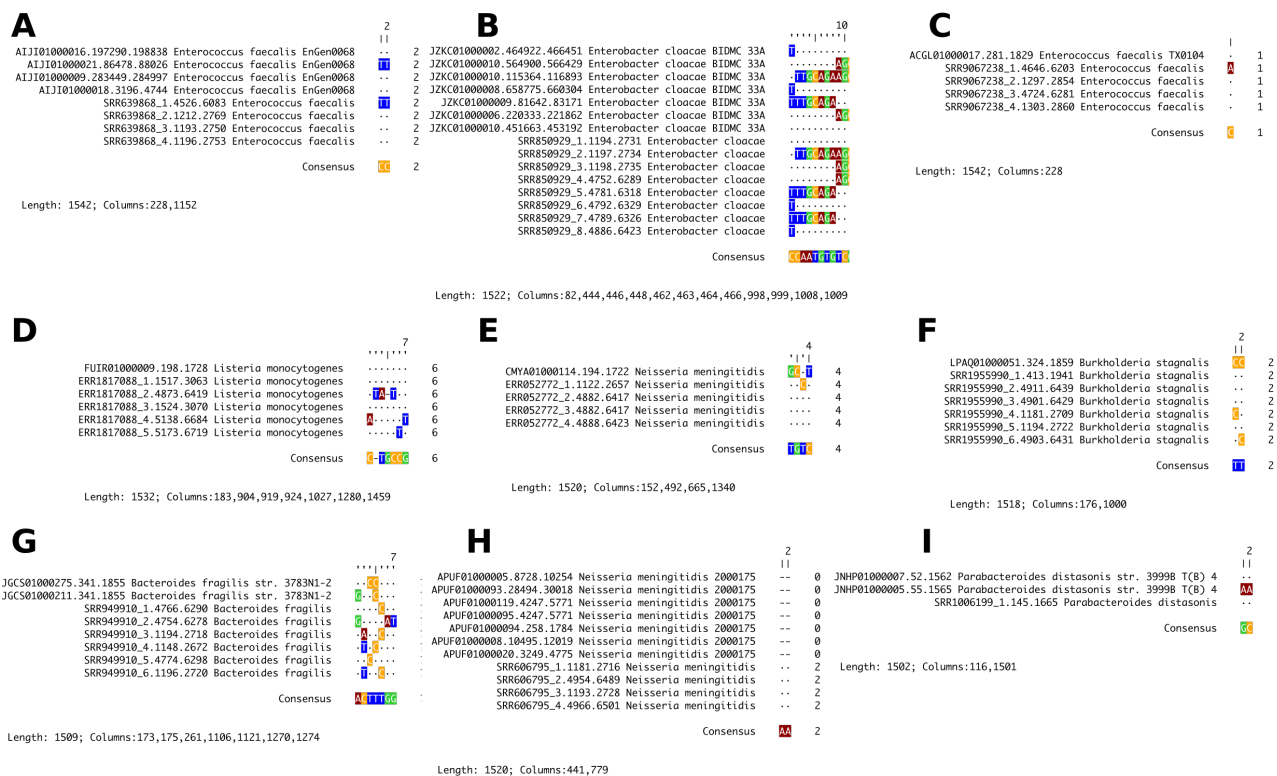 A
2
AIJI01000016.197290.198838 Enterococcus faecalis EnGen0068 ·· 2
AIJI01000021.86478.88026 Enterococcus faecalis EnGen0068 TT 2
AIJI01000009.283449.284997 Enterococcus faecalis EnGen0068 ·· 2
AIJI01000018.3196.4744 Enterococcus faecalis EnGen0068 ·· 2
SRR639868_1.4526.6083 Enterococcus faecalis TT 2
SRR639868_2.1212.2769 Enterococcus faecalis ·· 2
SRR639868_3.1193.2750 Enterococcus faecalis ·· 2
SRR639868_4.1196.2753 Enterococcus faecalis ·· 2
Consensus CC 2
Length: 1542; Columns:228,1152
B
10
JZKC01000002.464922.466451 Enterobacter cloacae BIDMC 33A T·········
JZKC01000010.564900.566429 Enterobacter cloacae BIDMC 33A ········AG
JZKC01000010.115364.116893 Enterobacter cloacae BIDMC 33A ·TTGCAGAAG
JZKC01000008.658775.660304 Enterobacter cloacae BIDMC 33A T·········
JZKC01000009.81642.83171 Enterobacter cloacae BIDMC 33A TTTGCAGA··
JZKC01000006.220333.221862 Enterobacter cloacae BIDMC 33A ········AG
JZKC01000010.451663.453192 Enterobacter cloacae BIDMC 33A ··········
SRR850929_1.1194.2731 Enterobacter cloacae ··········
SRR850929_2.1197.2734 Enterobacter cloacae ·TTGCAGAAG
SRR850929_3.1198.2735 Enterobacter cloacae ········AG
SRR850929_4.4752.6289 Enterobacter cloacae ········AG
SRR850929_5.4781.6318 Enterobacter cloacae TTTGCAGA··
SRR850929_6.4792.6329 Enterobacter cloacae T·········
SRR850929_7.4789.6326 Enterobacter cloacae TTTGCAGA··
SRR850929_8.4886.6423 Enterobacter cloacae T·········
Consensus CCAATGTGTC
Length: 1522; Columns:82,444,446,448,462,463,464,466,998,999,1008,1009
C
ACGL01000017.281.1829 Enterococcus faecalis TX0104 · 1
SRR9067238_1.4646.6203 Enterococcus faecalis A 1
SRR9067238_2.1297.2854 Enterococcus faecalis · 1
SRR9067238_3.4724.6281 Enterococcus faecalis · 1
SRR9067238_4.1303.2860 Enterococcus faecalis · 1
Consensus C 1
Length: 1542; Columns:228
D
7
FUIR01000009.198.1728 Listeria monocytogenes ······· 6
ERR1817088_1.1517.3063 Listeria monocytogenes ······· 6
ERR1817088_2.4873.6419 Listeria monocytogenes ·TA-T·· 6
ERR1817088_3.1524.3070 Listeria monocytogenes ······· 6
ERR1817088_4.5138.6684 Listeria monocytogenes A·····T 6
ERR1817088_5.5173.6719 Listeria monocytogenes ·····T· 6
Consensus C-TGCCG 6
Length: 1532; Columns:183,904,919,924,1027,1280,1459
E
4
CMYA01000114.194.1722 Neisseria meningitidis GC·T 4
ERR052772_1.1122.2657 Neisseria meningitidis ··C· 4
ERR052772_2.4882.6417 Neisseria meningitidis ···· 4
ERR052772_3.4882.6417 Neisseria meningitidis ···· 4
ERR052772_4.4888.6423 Neisseria meningitidis ···· 4
Consensus TGTC 4
Length: 1520; Columns:152,492,665,1340
F
2
LPAQ01000051.324.1859 Burkholderia stagnalis CC 2
SRR1955990_1.413.1941 Burkholderia stagnalis ·· 2
SRR1955990_2.4911.6439 Burkholderia stagnalis ·· 2
SRR1955990_3.4901.6429 Burkholderia stagnalis ·· 2
SRR1955990_4.1181.2709 Burkholderia stagnalis C· 2
SRR1955990_5.1194.2722 Burkholderia stagnalis ·· 2
SRR1955990_6.4903.6431 Burkholderia stagnalis ·C 2
Consensus TT 2
Length: 1518; Columns:176,1000
G
7
JGCS01000275.341.1855 Bacteroides fragilis str. 3783N1-2 ··CC···
JGCS01000211.341.1855 Bacteroides fragilis str. 3783N1-2 G··C···
SRR949910_1.4766.6290 Bacteroides fragilis ····C··
SRR949910_2.4754.6278 Bacteroides fragilis G····AT
SRR949910_3.1194.2718 Bacteroides fragilis ·A··C··
SRR949910_4.1148.2672 Bacteroides fragilis ·T·C···
SRR949910_5.4774.6298 Bacteroides fragilis ··C····
SRR949910_6.1196.2720 Bacteroides fragilis ·T··C··
Consensus ACTTTGG
Length: 1509; Columns:173,175,261,1106,1121,1270,1274
H
2
APUF01000005.8728.10254 Neisseria meningitidis 2000175 -- 0
APUF01000093.28494.30018 Neisseria meningitidis 2000175 -- 0
APUF01000119.4247.5771 Neisseria meningitidis 2000175 -- 0
APUF01000095.4247.5771 Neisseria meningitidis 2000175 -- 0
APUF01000094.258.1784 Neisseria meningitidis 2000175 -- 0
APUF01000008.10495.12019 Neisseria meningitidis 2000175 -- 0
APUF01000020.3249.4775 Neisseria meningitidis 2000175 -- 0
SRR606795_1.1181.2716 Neisseria meningitidis ·· 2
SRR606795_2.4954.6489 Neisseria meningitidis ·· 2
SRR606795_3.1193.2728 Neisseria meningitidis ·· 2
SRR606795_4.4966.6501 Neisseria meningitidis ·· 2
Consensus AA 2
Length: 1520; Columns:441,779
I
2
JNHP01000007.52.1562 Parabacteroides distasonis str. 3999B T(B) 4 ··
JNHP01000005.55.1565 Parabacteroides distasonis str. 3999B T(B) 4 AA
SRR1006199_1.145.1665 Parabacteroides distasonis ··
Consensus GC
Length: 1502; Columns:116,1501